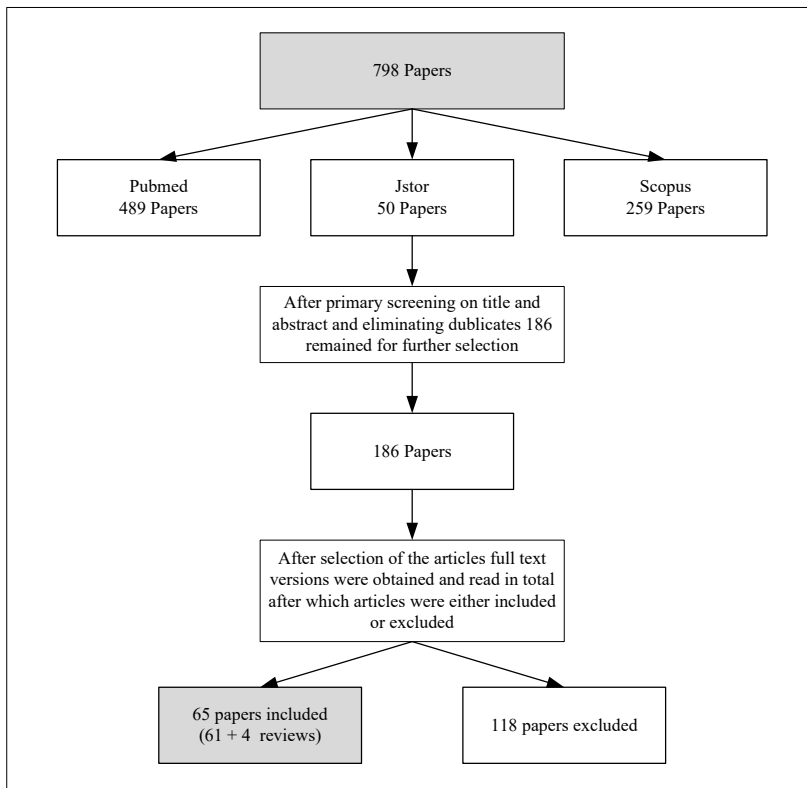 798 Papers
Pubmed
489 Papers
Jstor
50 Papers
Scopus
259 Papers
After primary screening on title and
abstract and eliminating dublicates 186
remained for further selection
186 Papers
After selection of the articles full text
versions were obtained and read in total
after which articles were either included
or excluded
65 papers included
(61 + 4 reviews)
118 papers excluded